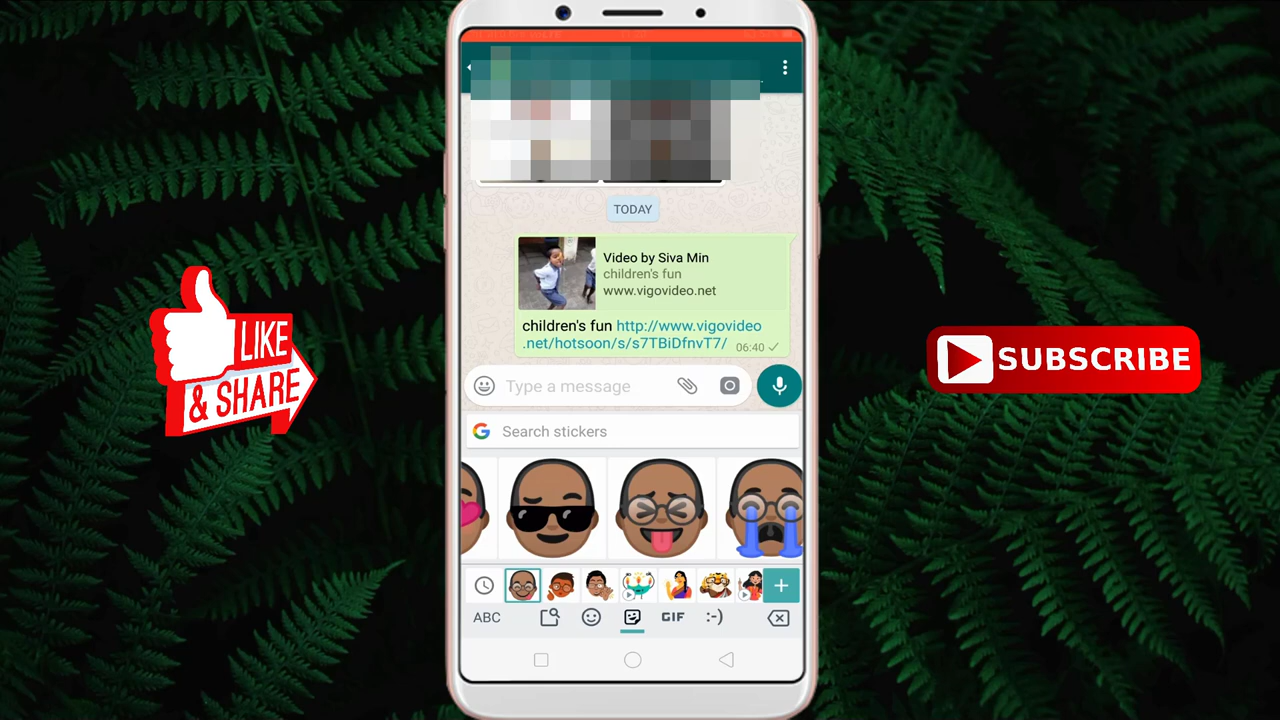 TODAY
Video by Siva Min
children's fun
www.vigovideo.net
children's fun http://www.vigovideo
.net/hotsoon/s/s7TBiDfnvT7/ 06:40
Type a message
LIKE
& SHARE
SUBSCRIBE
Search stickers
ABC GIF :-)